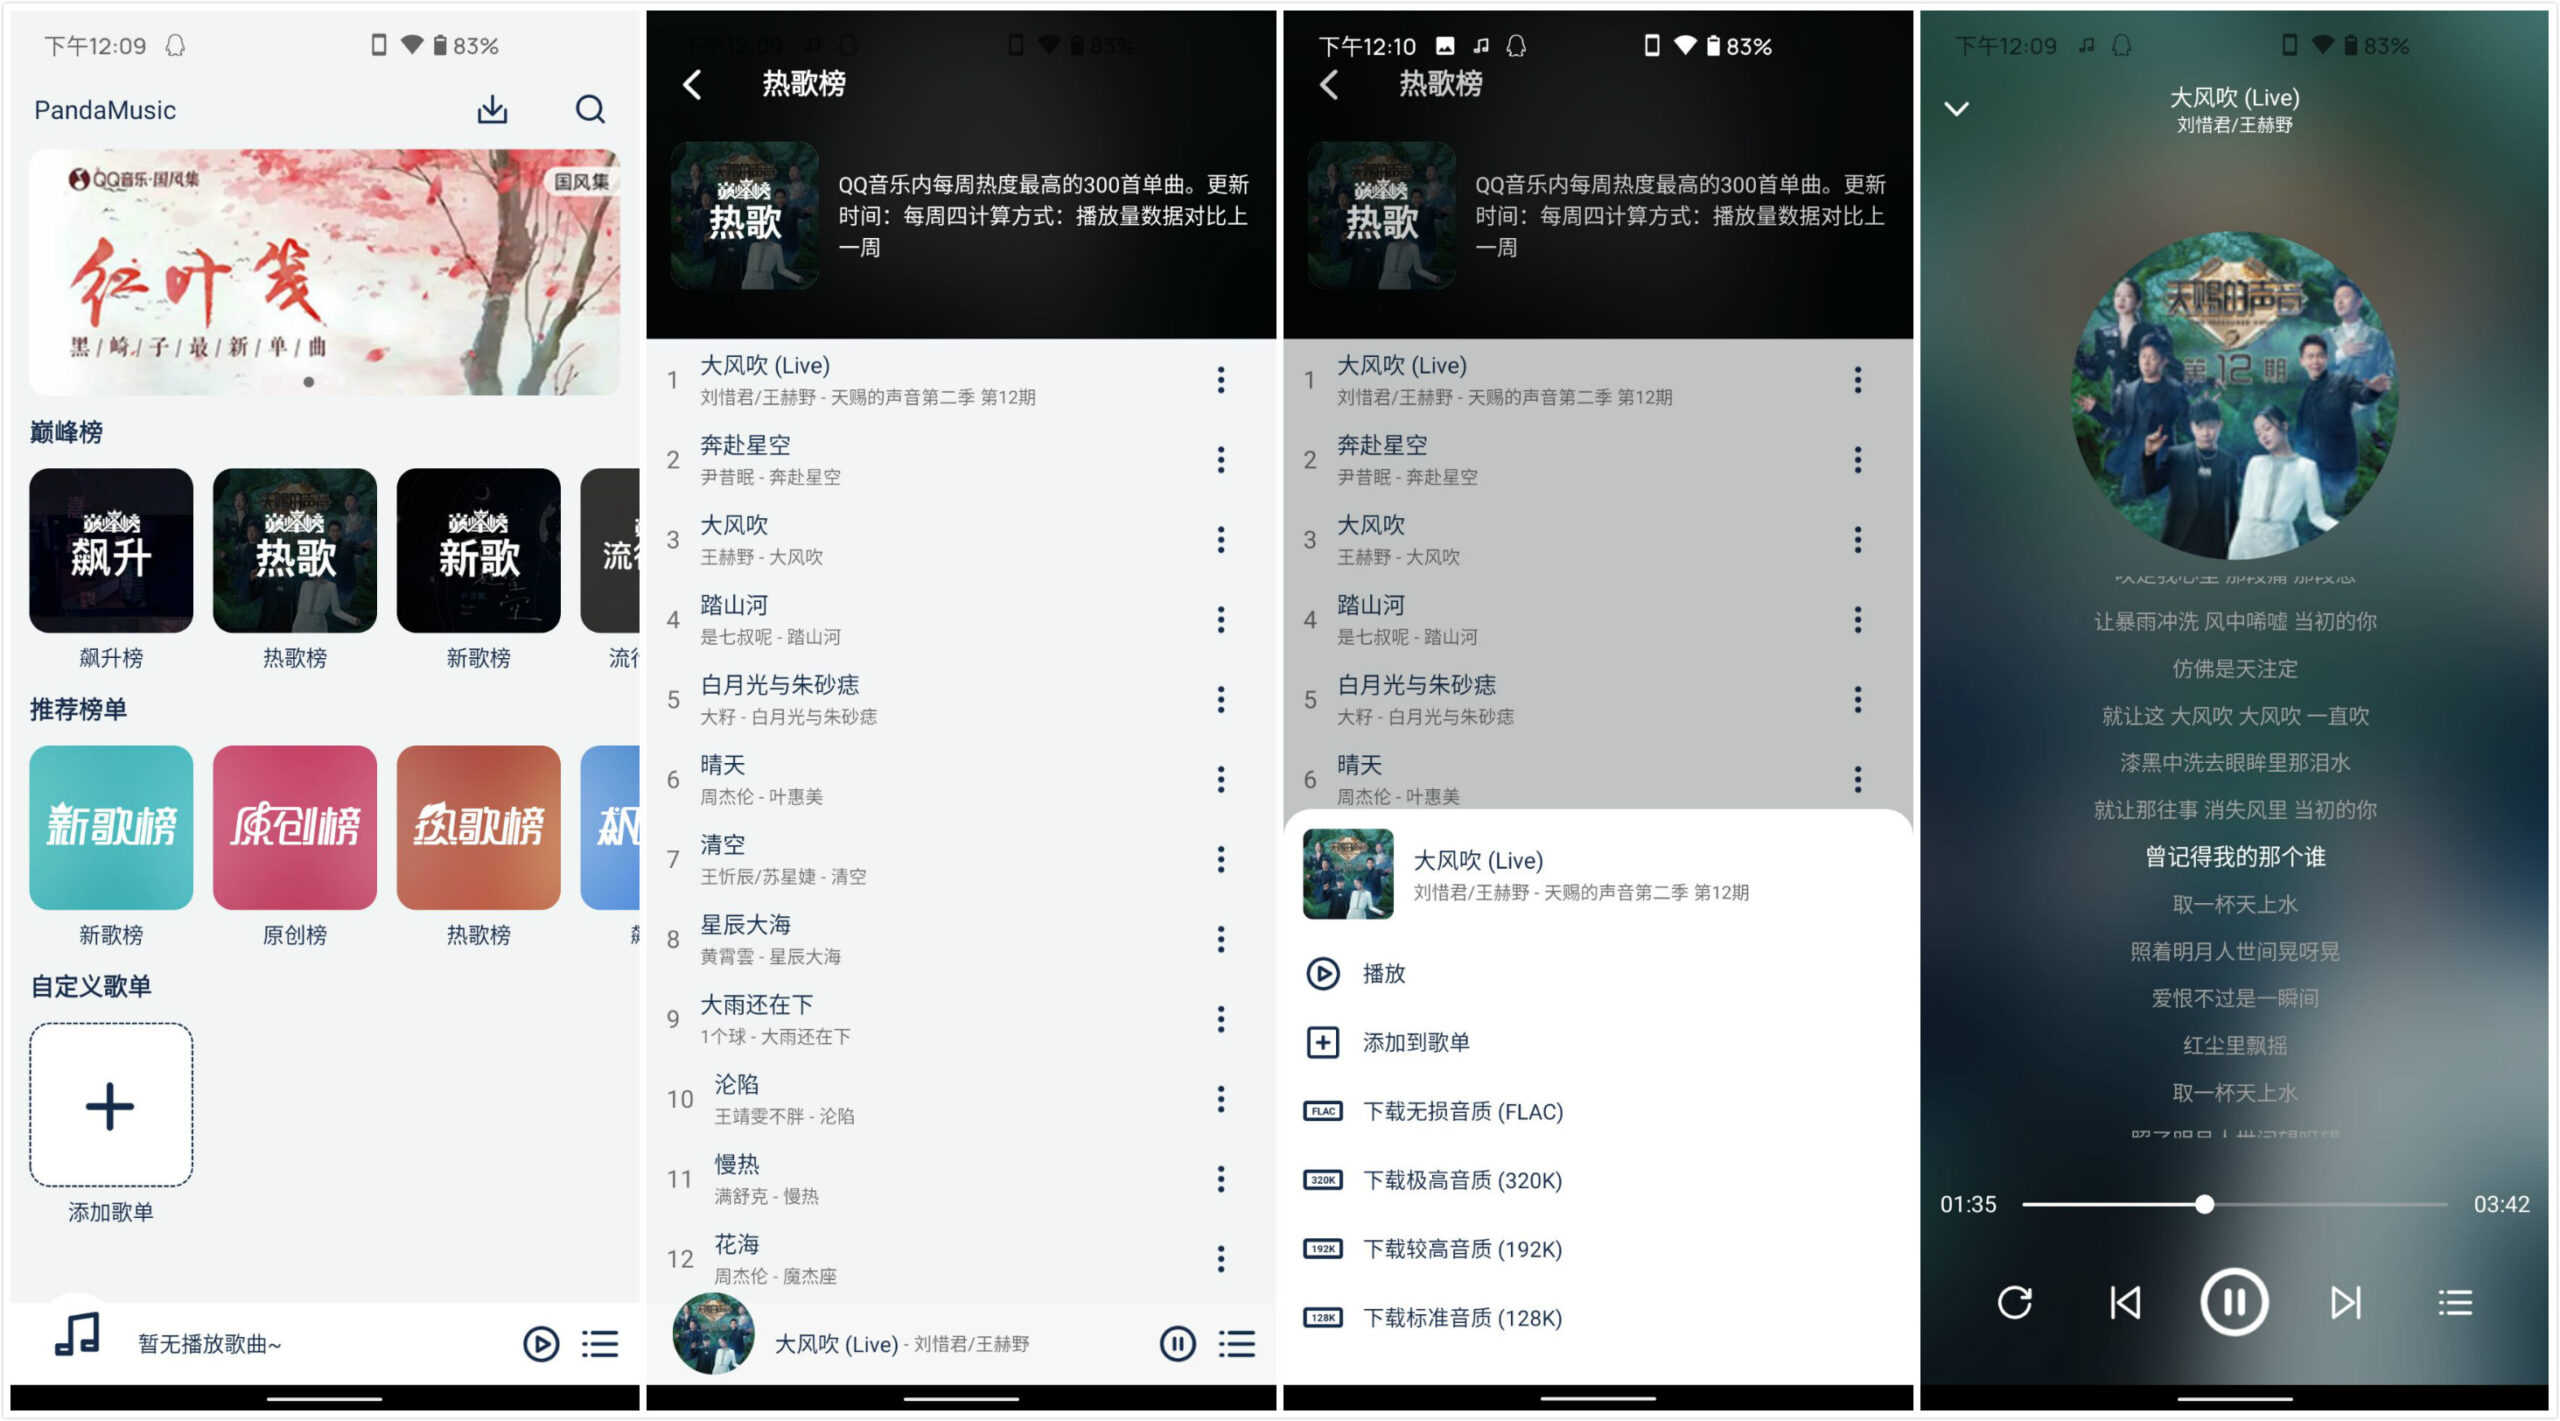 下午12:09
83%
PandaMusic
QQ音乐·国风集
国风集
红叶笺
黑/崎/子/最/新/单/曲
巅峰榜
巅峰榜
飙升
巅峰榜
热歌
巅峰榜
新歌
飙升榜
热歌榜
新歌榜
推荐榜单
新歌榜
原创榜
热歌榜
新歌榜
原创榜
热歌榜
自定义歌单
添加歌单
暂无播放歌曲~
下午12:09
83%
热歌榜
巅峰榜
热歌
QQ音乐内每周热度最高的300首单曲。更新
时间：每周四计算方式：播放量数据对比上
一周
1
大风吹 (Live)
刘惜君/王赫野 - 天赐的声音第二季 第12期
2
奔赴星空
尹昔眠 - 奔赴星空
3
大风吹
王赫野 - 大风吹
4
踏山河
是七叔呢 - 踏山河
5
白月光与朱砂痣
大籽 - 白月光与朱砂痣
6
晴天
周杰伦 - 叶惠美
7
清空
王忻辰/苏星婕 - 清空
8
星辰大海
黄霄雲 - 星辰大海
9
大雨还在下
1个球 - 大雨还在下
10
沦陷
王靖雯不胖 - 沦陷
11
慢热
满舒克 - 慢热
12
花海
周杰伦 - 魔杰座
大风吹 (Live) - 刘惜君/王赫野
下午12:10
83%
热歌榜
巅峰榜
热歌
QQ音乐内每周热度最高的300首单曲。更新
时间：每周四计算方式：播放量数据对比上
一周
1
大风吹 (Live)
刘惜君/王赫野 - 天赐的声音第二季 第12期
2
奔赴星空
尹昔眠 - 奔赴星空
3
大风吹
王赫野 - 大风吹
4
踏山河
是七叔呢 - 踏山河
5
白月光与朱砂痣
大籽 - 白月光与朱砂痣
6
晴天
周杰伦 - 叶惠美
大风吹 (Live)
刘惜君/王赫野 - 天赐的声音第二季 第12期
播放
添加到歌单
FLAC
下载无损音质 (FLAC)
320K
下载极高音质 (320K)
192K
下载较高音质 (192K)
128K
下载标准音质 (128K)
下午12:09
83%
大风吹 (Live)
刘惜君/王赫野
天赐的声音
第12期
让暴雨冲洗 风中唏嘘 当初的你
仿佛是天注定
就让这 大风吹 大风吹 一直吹
漆黑中洗去眼眸里那泪水
就让那往事 消失风里 当初的你
曾记得我的那个谁
取一杯天上水
照着明月人世间晃呀晃
爱恨不过是一瞬间
红尘里飘摇
取一杯天上水
01:35
03:42